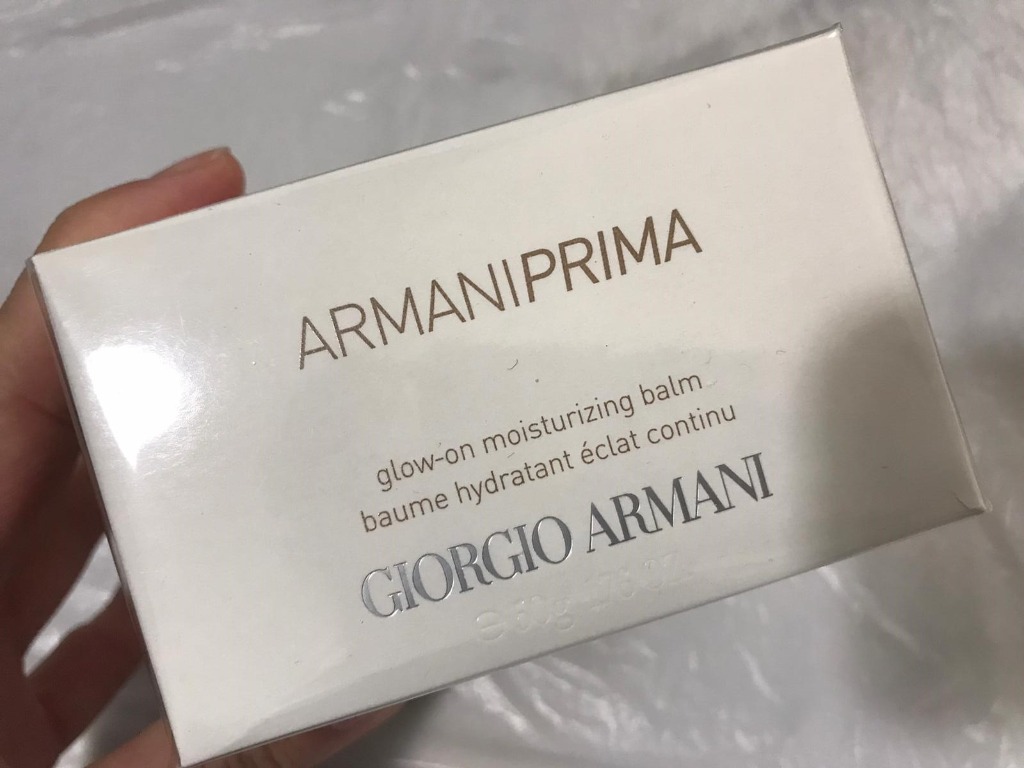 ARMANIPRIMA
glow-on moisturizing balm
baume hydratant éclat continu
GIORGIO ARMANI